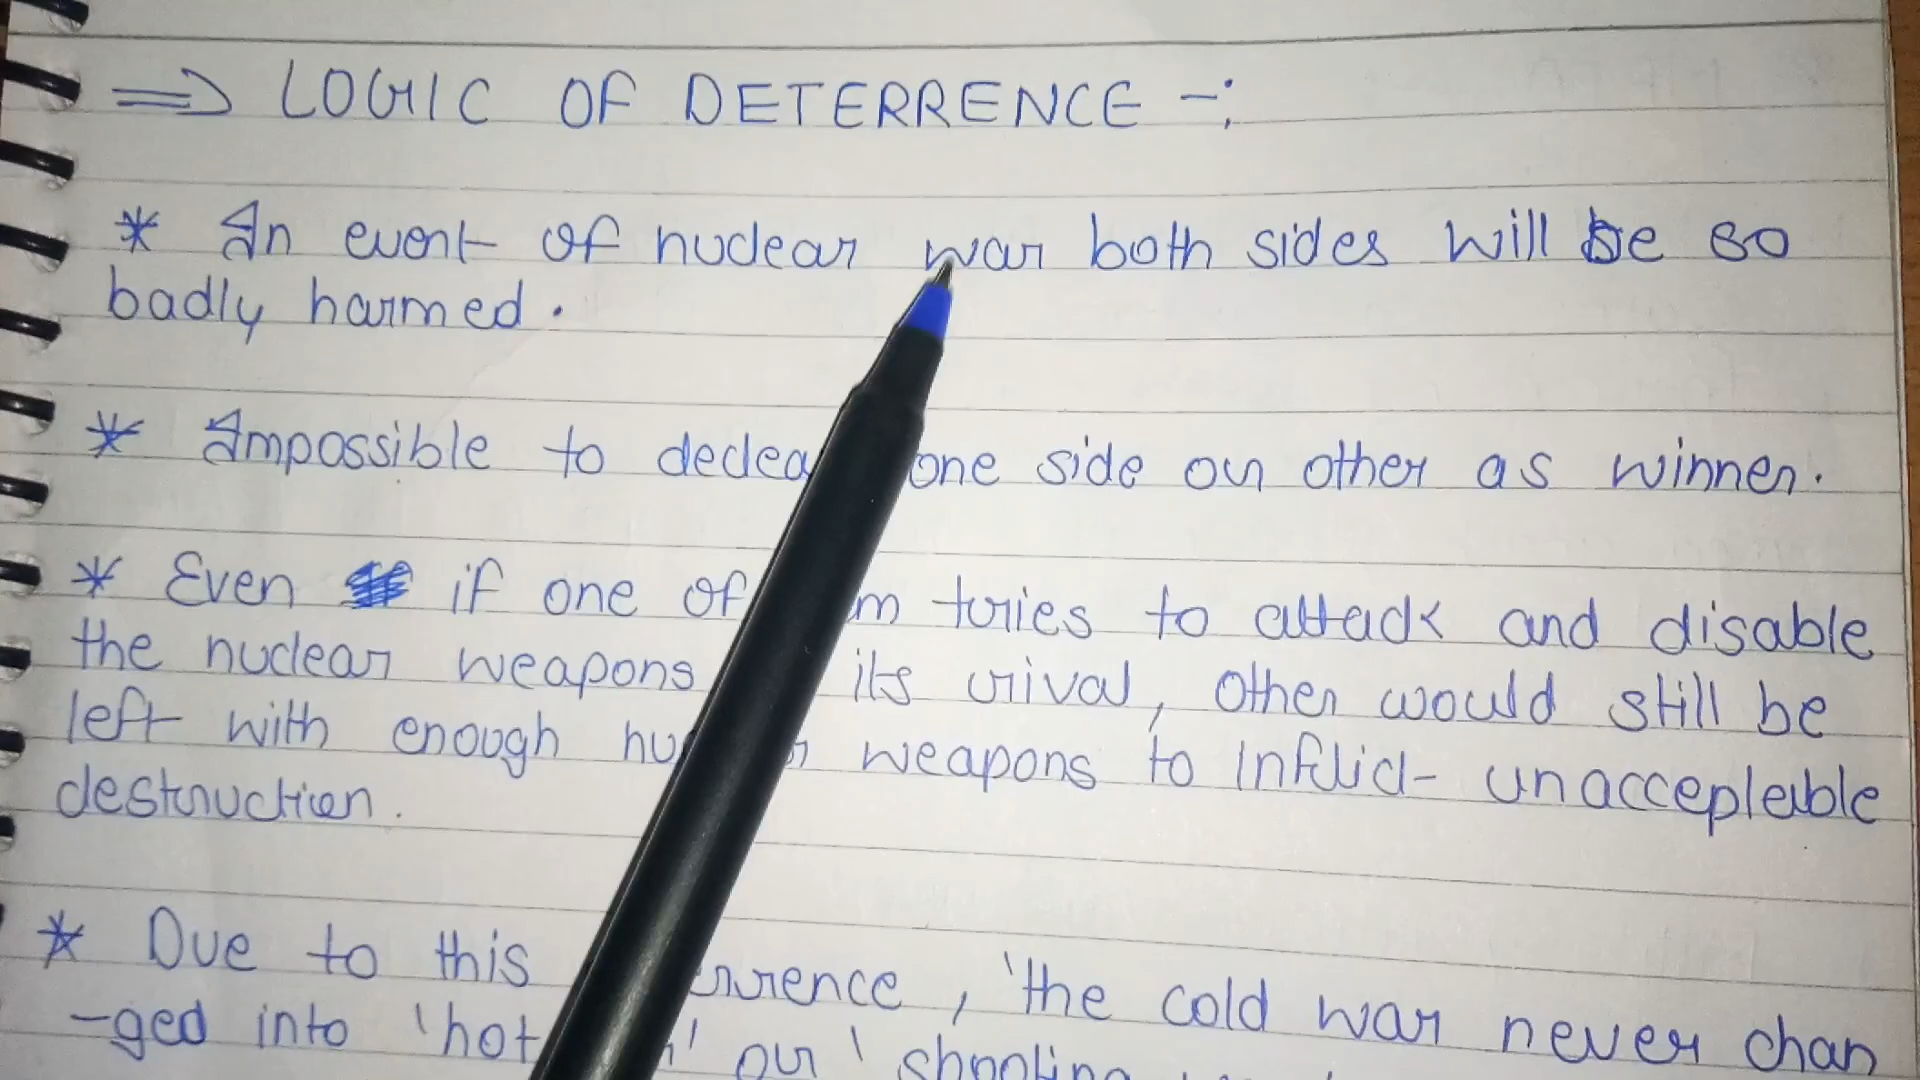 ⇒ LOGIC OF DETERRENCE -:
* In event of nuclear war both sides will be so
badly harmed.
* Impossible to declea one side or other as winner.
* Even if one of tries to attack and disable
the nuclear weapons its rival, other would still be
left with enough weapons to inflict unacceptable
destruction.
* Due to this , 'the cold war never chan
-ged into 'hot or 'shooting